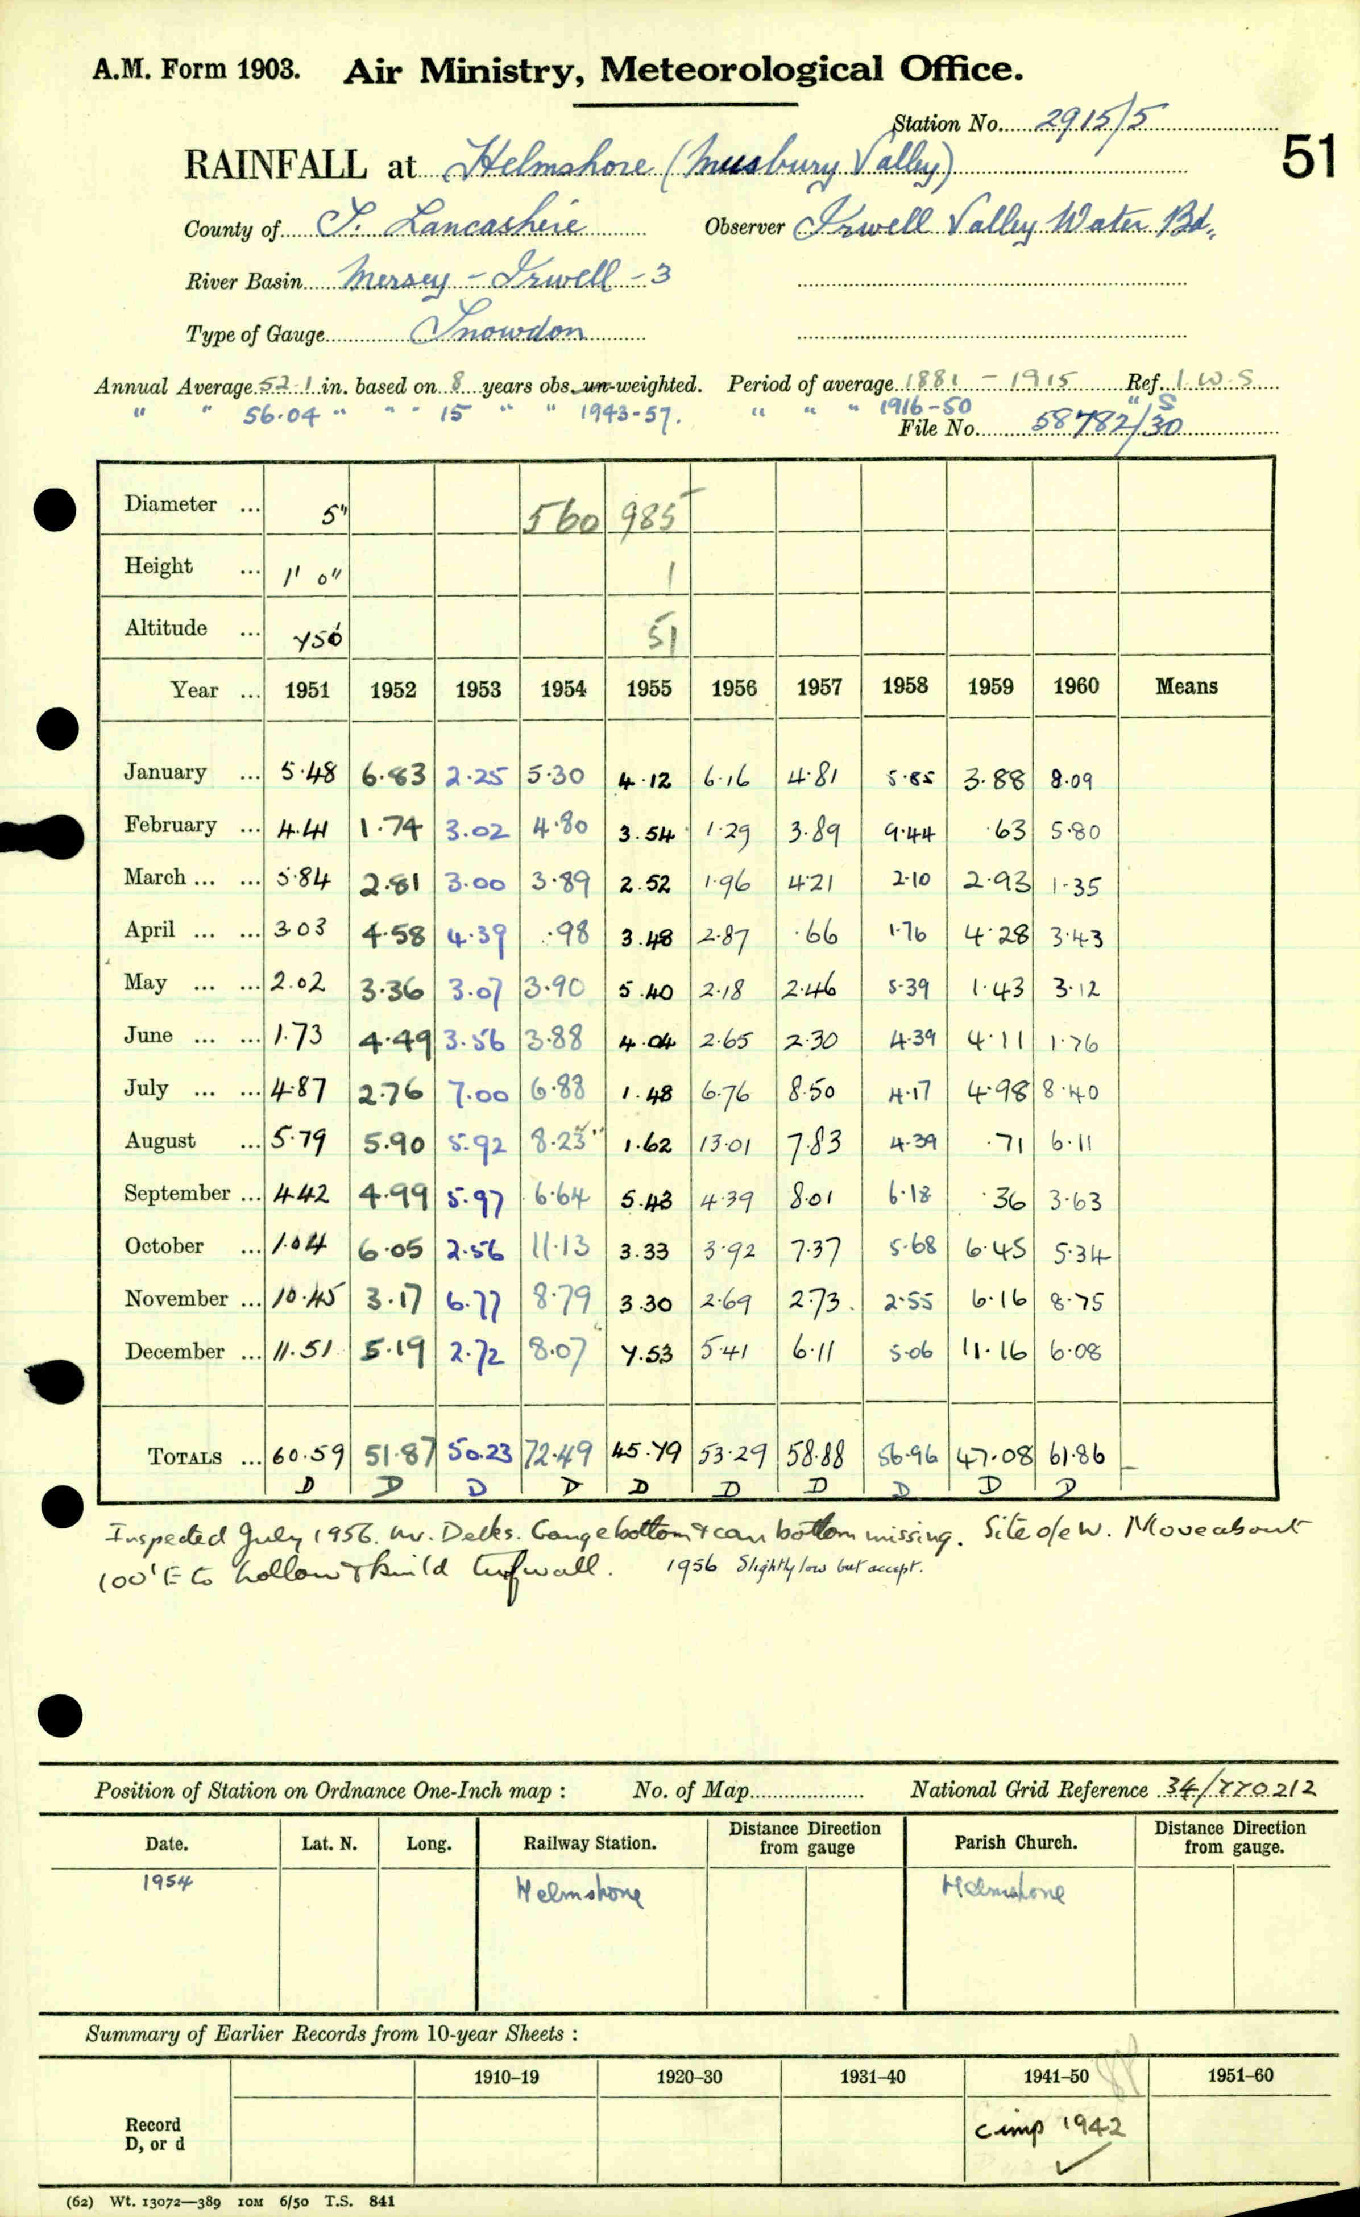 A.M. Form 1903. Air Ministry, Meteorological Office.
Station No. 2915/5
51
RAINFALL at Helmshore (Musbury Valley)
County of S. Lancashire Observer Irwell Valley Water Bd.
River Basin Mersey - Irwell - 3
Type of Gauge Snowdon
Annual Average 52.1 in. based on 8 years obs. un-weighted. Period of average 1881 - 1915 Ref. I.W.S
" " 56.04 " " " 15 " " 1943-57. " " " 1916-50 " S
File No. 58782/30
Diameter ... 5" 560 985
Height ... 1' 0" 1
Altitude ... 750' 51
Year ... 1951 1952 1953 1954 1955 1956 1957 1958 1959 1960 Means
January ... 5.48 6.83 2.25 5.30 4.12 6.16 4.81 5.85 3.88 8.09
February ... 4.41 1.74 3.02 4.80 3.54 1.29 3.89 9.44 .63 5.80
March ... ... 5.84 2.81 3.00 3.89 2.52 1.96 4.21 2.10 2.93 1.35
April ... ... 3.03 4.58 4.39 .98 3.48 2.87 .66 1.76 4.28 3.43
May ... ... 2.02 3.36 3.07 3.90 5.40 2.18 2.46 5.39 1.43 3.12
June ... ... 1.73 4.49 3.56 3.88 4.04 2.65 2.30 4.39 4.11 1.76
July ... ... 4.87 2.76 7.00 6.88 1.48 6.76 8.50 4.17 4.98 8.40
August ... 5.79 5.90 5.92 8.23 1.62 13.01 7.83 4.39 .71 6.11
September ... 4.42 4.99 5.97 6.64 5.43 4.39 8.01 6.18 .36 3.63
October ... 1.04 6.05 2.56 11.13 3.33 3.92 7.37 5.68 6.45 5.34
November ... 10.45 3.17 6.77 8.79 3.30 2.69 2.73 2.55 6.16 8.75
December ... 11.51 5.19 2.72 8.07 7.53 5.41 6.11 5.06 11.16 6.08
TOTALS ... 60.59 51.87 50.23 72.49 45.79 53.29 58.88 56.96 47.08 61.86
D D D D D D D D D D
Inspected July 1956. Mr. Delks. Gauge bottom & can bottom missing. Site o/e W. Move about
100' E to hollow & build turf wall. 1956 Slightly low but accept.
Position of Station on Ordnance One-Inch map : No. of Map National Grid Reference 34/770212
Date. Lat. N. Long. Railway Station. Distance from Direction gauge Parish Church. Distance from Direction gauge.
1954 Helmshore Helmshore
Summary of Earlier Records from 10-year Sheets :
1910–19 1920–30 1931–40 1941–50 1951–60
Record
D, or d
c imp 1942
(62) Wt. 13072—389 10M 6/50 T.S. 841